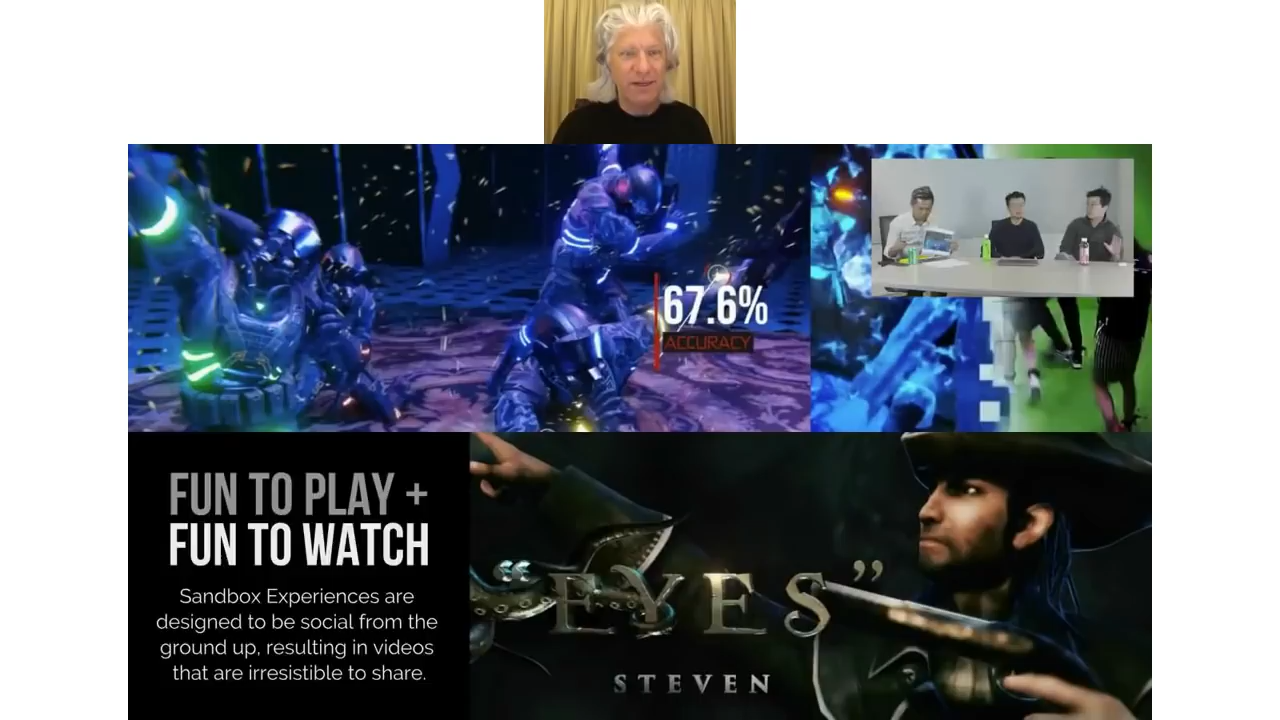 67.6%
ACCURACY
FUN TO PLAY +
FUN TO WATCH
Sandbox Experiences are
designed to be social from the
ground up, resulting in videos
that are irresistible to share.
“EYES”
STEVEN